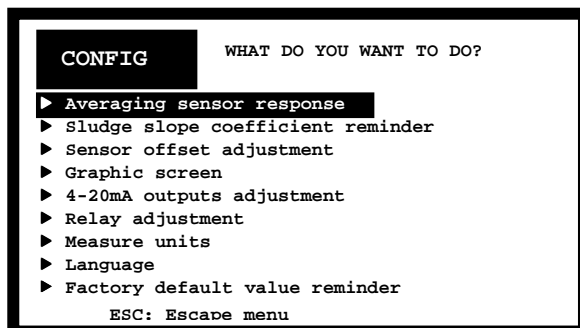 CONFIG
WHAT DO YOU WANT TO DO?
Averaging sensor response
Sludge slope coefficient reminder
Sensor offset adjustment
Graphic screen
4-20mA outputs adjustment
Relay adjustment
Measure units
Language
Factory default value reminder
ESC: Escape menu